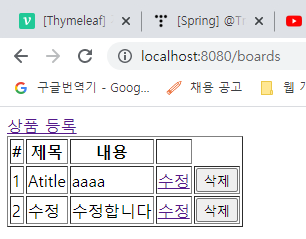 [Thymeleaf] [Spring] @Tr
localhost:8080/boards
구글번역기 - Goog... 채용 공고 웹 개
상품 등록
# 제목 내용
1 Atitle aaaa 수정 삭제
2 수정 수정합니다 수정 삭제